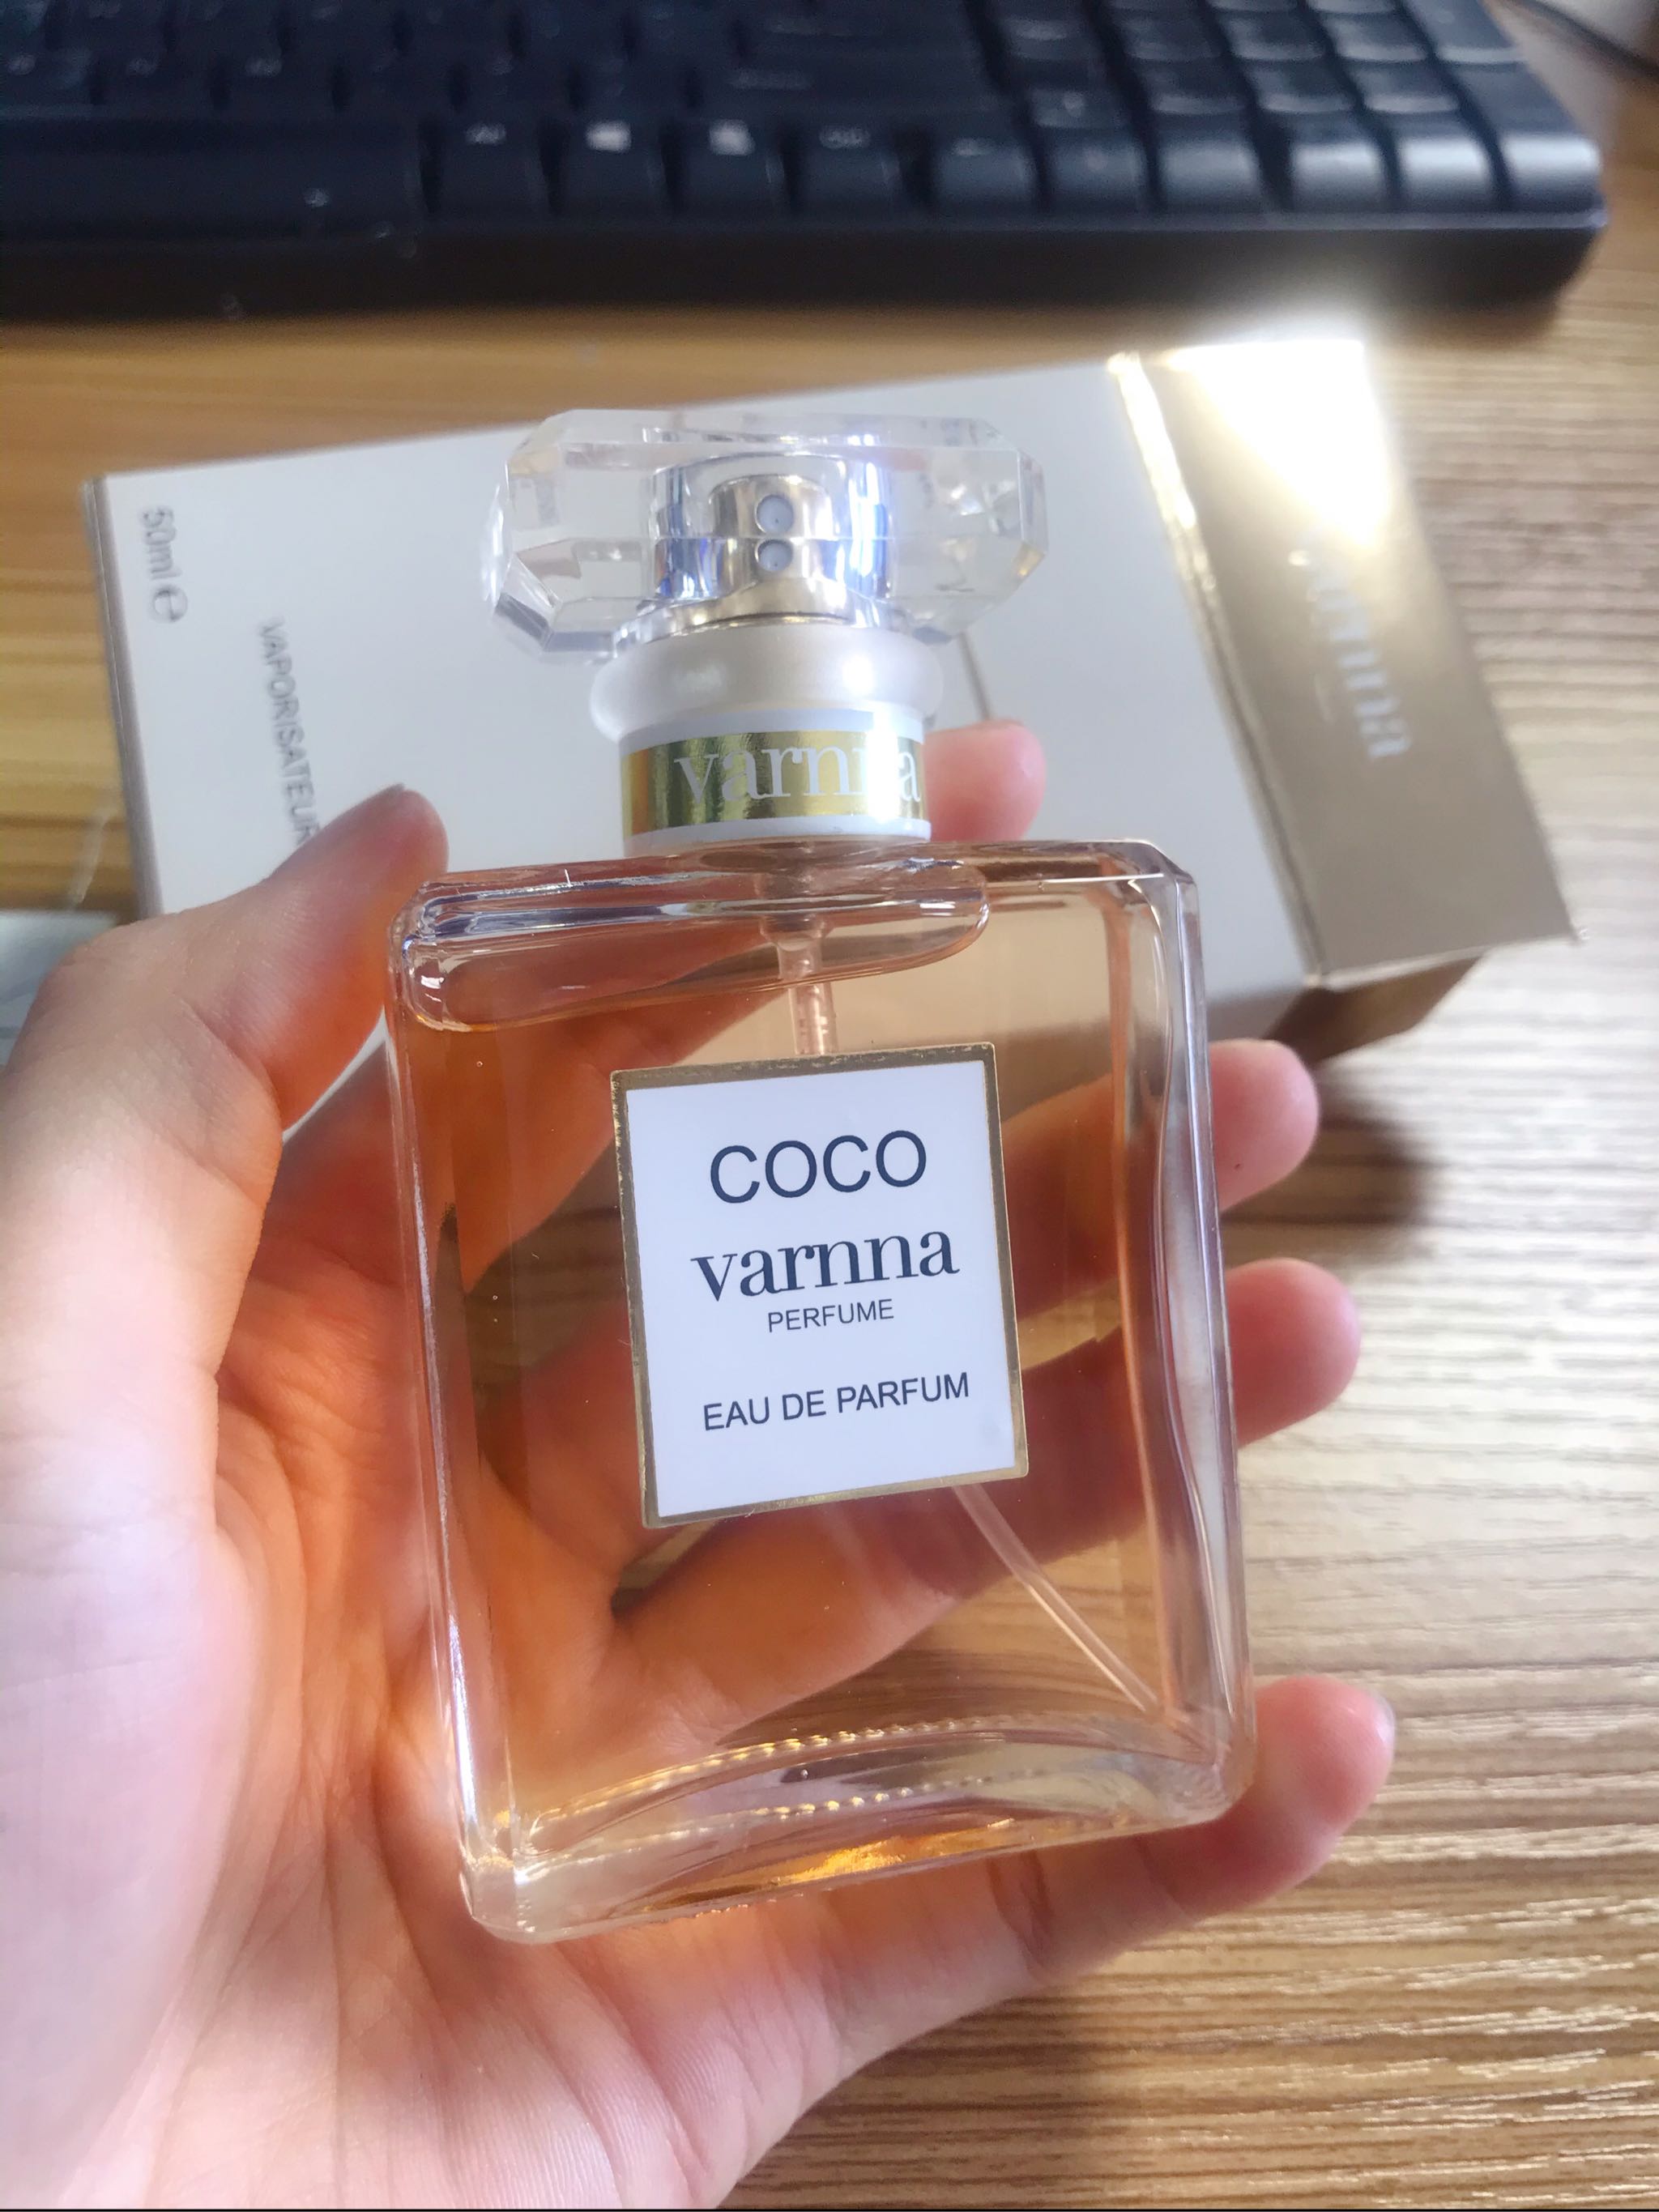 50ml e
VAPORISATEUR
varnna
COCO
varnna
PERFUME
EAU DE PARFUM